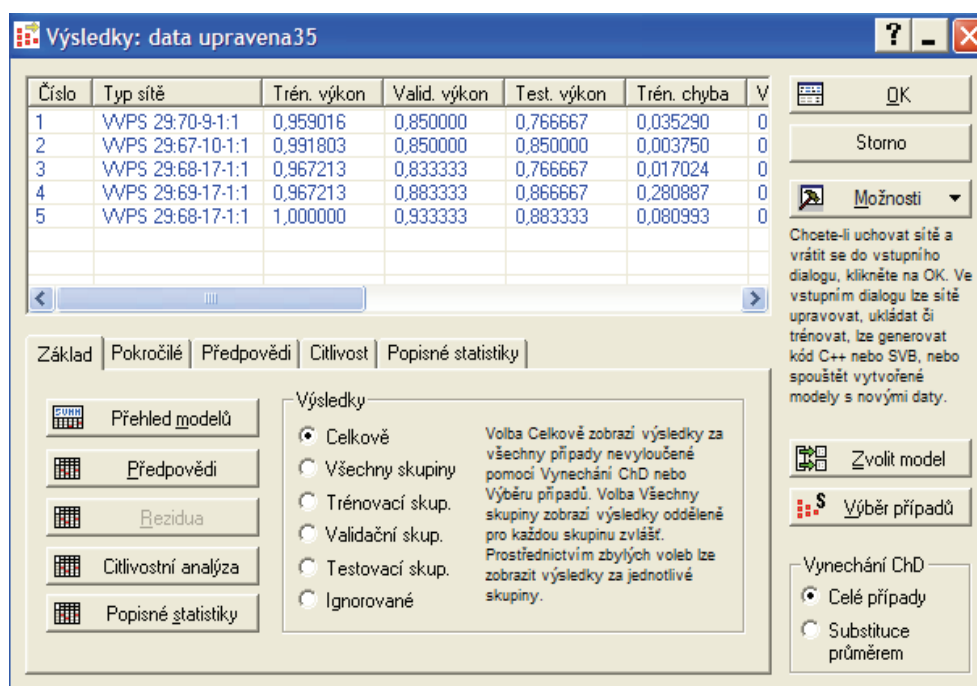 Výsledky: data upravena35
Číslo Typ sítě Trén. výkon Valid. výkon Test. výkon Trén. chyba V
1 VVPS 29:70-9-1:1 0,959016 0,850000 0,766667 0,035290 0
2 VVPS 29:67-10-1:1 0,991803 0,850000 0,850000 0,003750 0
3 VVPS 29:68-17-1:1 0,967213 0,833333 0,766667 0,017024 0
4 VVPS 29:69-17-1:1 0,967213 0,883333 0,866667 0,280887 0
5 VVPS 29:68-17-1:1 1,000000 0,933333 0,883333 0,080993 0
OK
Storno
Možnosti
Chcete-li uchovat sítě a
vrátit se do vstupního
dialogu, klikněte na OK. Ve
vstupním dialogu lze sítě
upravovat, ukládat či
trénovat, lze generovat
kód C++ nebo SVB, nebo
spouštět vytvořené
modely s novými daty.
Základ Pokročilé Předpovědi Citlivost Popisné statistiky
Přehled modelů
Předpovědi
Rezidua
Citlivostní analýza
Popisné statistiky
Výsledky
Celkově
Všechny skupiny
Trénovací skup.
Validační skup.
Testovací skup.
Ignorované
Volba Celkově zobrazí výsledky za
všechny případy nevyloučené
pomocí Vynechání ChD nebo
Výběru případů. Volba Všechny
skupiny zobrazí výsledky odděleně
pro každou skupinu zvlášť.
Prostřednictvím zbylých voleb lze
zobrazit výsledky za jednotlivé
skupiny.
Zvolit model
Výběr případů
Vynechání ChD
Celé případy
Substituce
průměrem